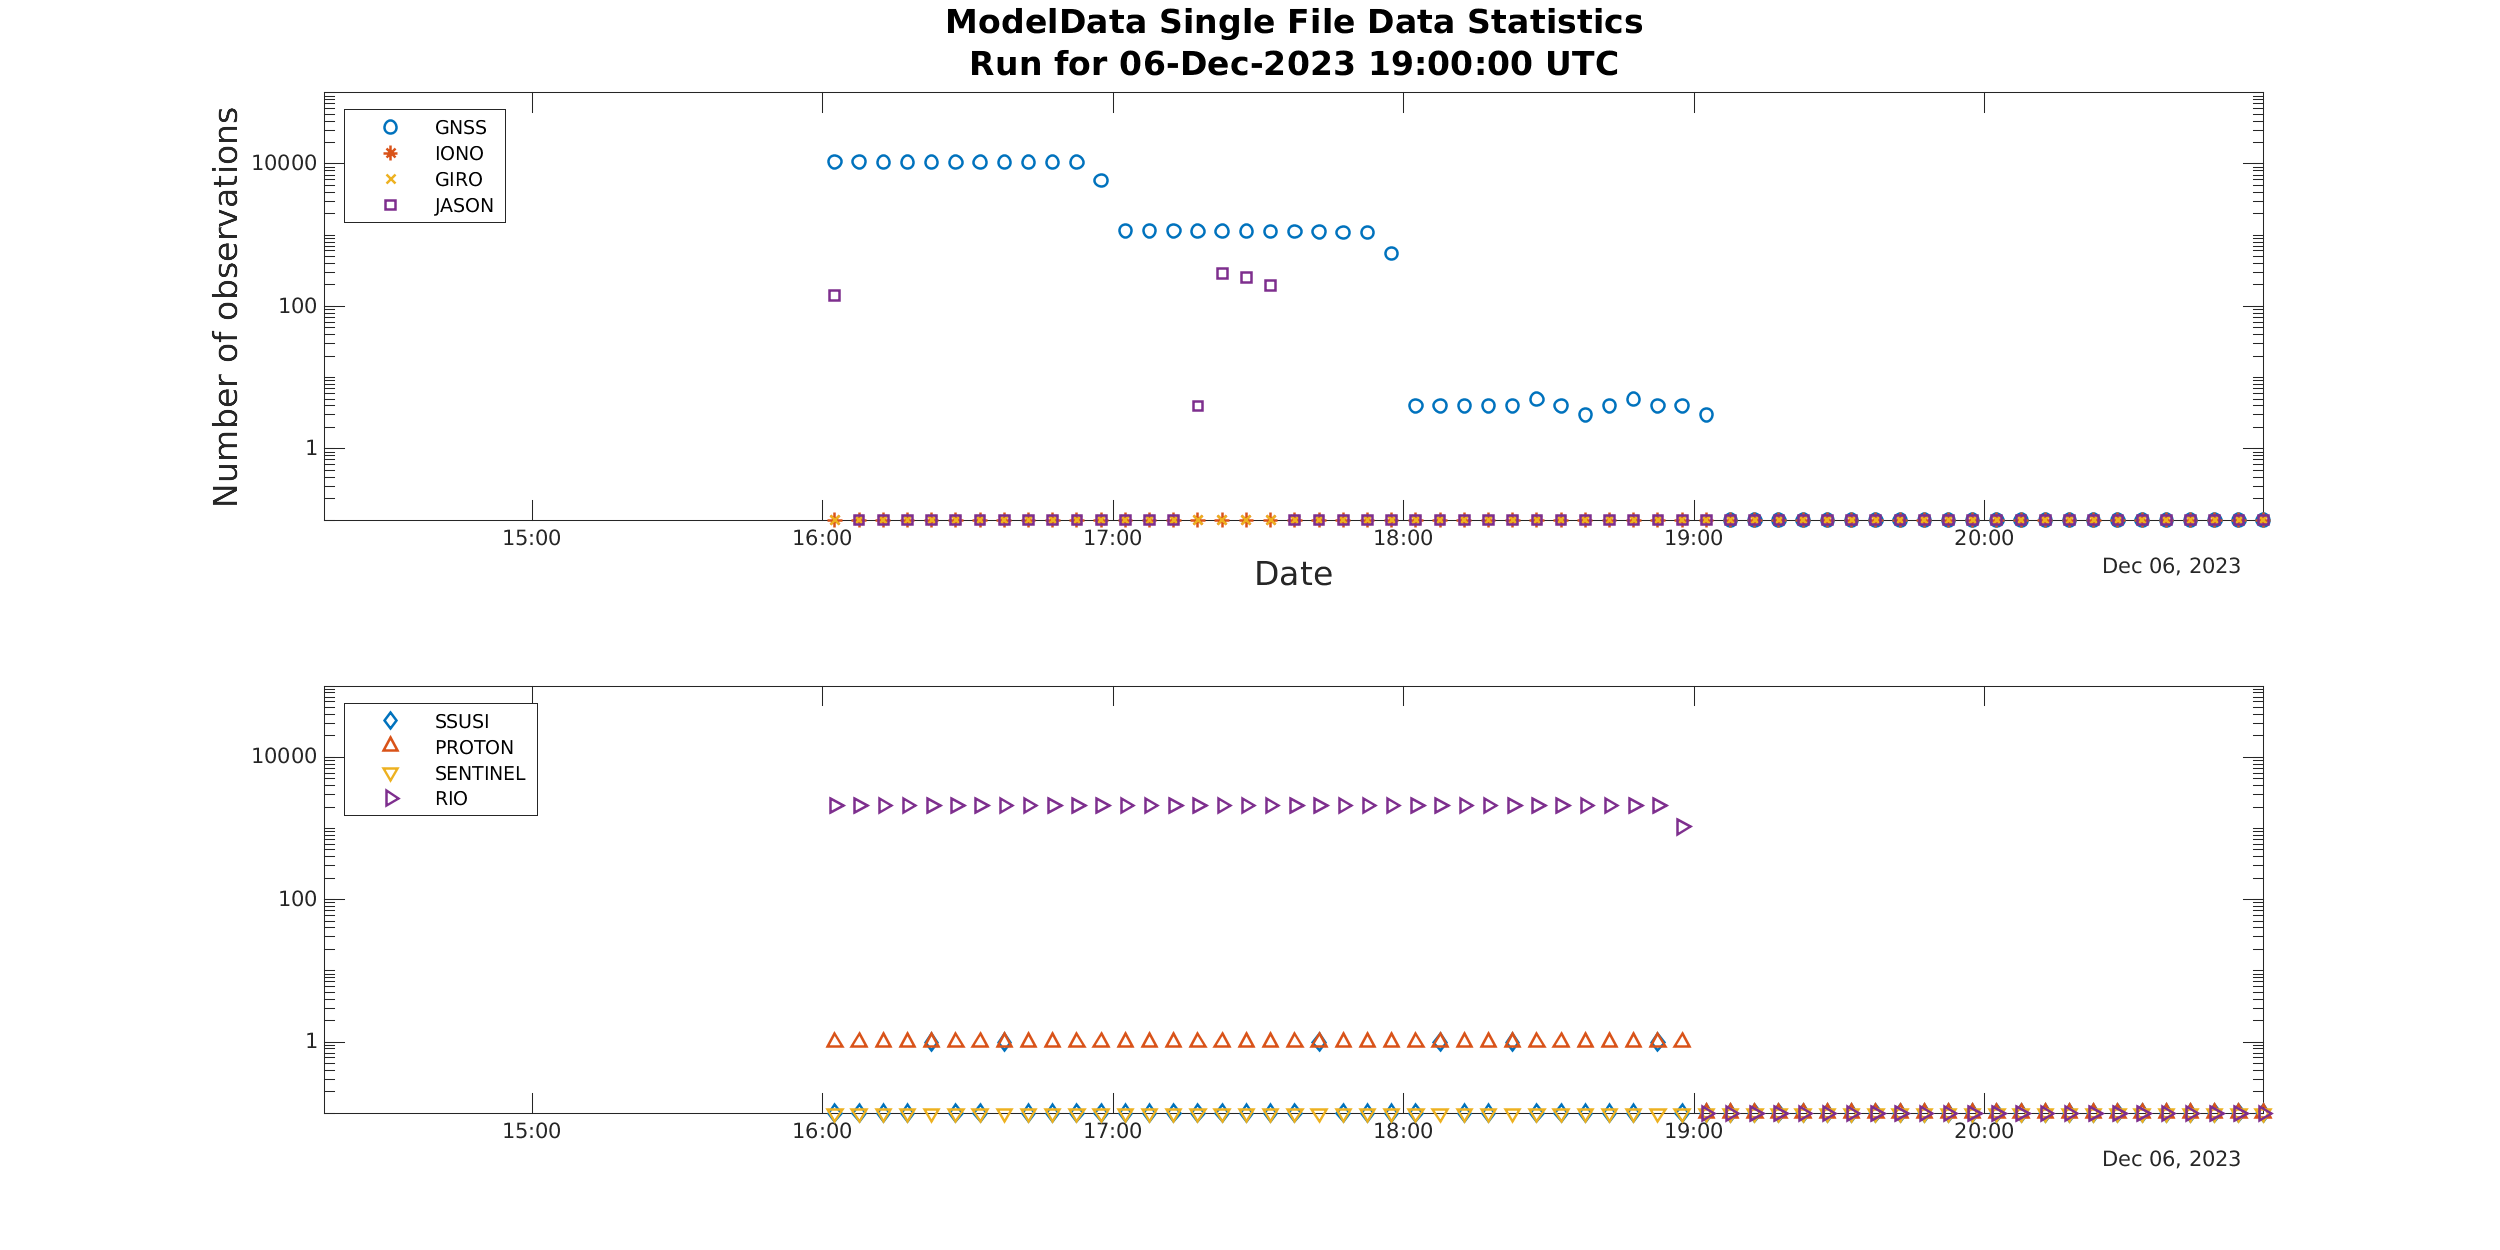 ModelData Single File Data Statistics
Run for 06-Dec-2023 19:00:00 UTC
Number of observations
10000
100
1
GNSS
IONO
GIRO
JASON
15:00 16:00 17:00 18:00 19:00 20:00
Date
Dec 06, 2023
10000
100
1
SSUSI
PROTON
SENTINEL
RIO
15:00 16:00 17:00 18:00 19:00 20:00
Dec 06, 2023